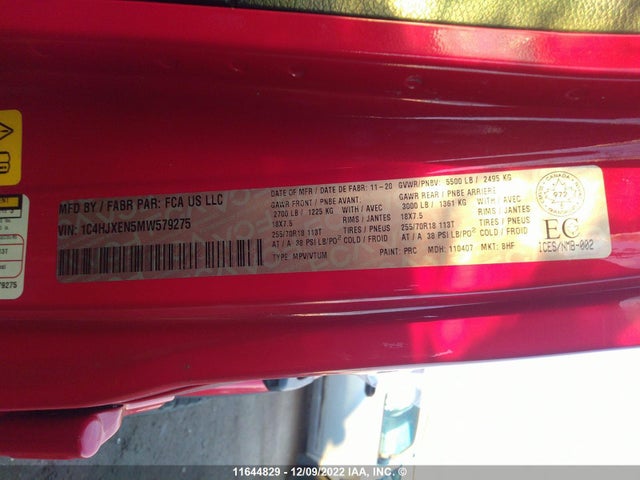 MFD BY / FABR PAR: FCA US LLC
VIN: 1C4HJXEN5MW579275
DATE OF MFR / DATE DE FABR: 11-20
GAWR FRONT / PNBE AVANT
2700 LB / 1225 KG WITH / AVEC
18X7.5 RIMS / JANTES
255/70R18 113T TIRES / PNEUS
AT / A 38 PSI LB/PO² COLD / FROID
TYPE: MPV/VTUM
GVWR/PNBV: 5500 LB / 2495 KG
GAWR REAR / PNBE ARRIERE
3000 LB / 1361 KG WITH / AVEC
18X7.5 RIMS / JANTES
255/70R18 113T TIRES / PNEUS
AT / A 38 PSI LB/PO² COLD / FROID
PAINT: PRC MDH: 110407 MKT: BHF
CANADA
EC
ICES/NMB-002
79275
11644829 - 12/09/2022 IAA, INC. ©